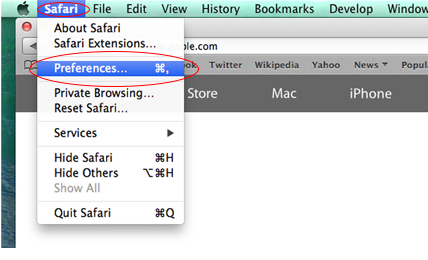 Safari File Edit View History Bookmarks Develop Window
About Safari
Safari Extensions...
ple.com
Preferences... ⌘,
ok Twitter Wikipedia Yahoo News ▾ Popul
Private Browsing...
Reset Safari...
Store Mac iPhone
Services ▶
Hide Safari ⌘H
Hide Others ⌥⌘H
Show All
Quit Safari ⌘Q